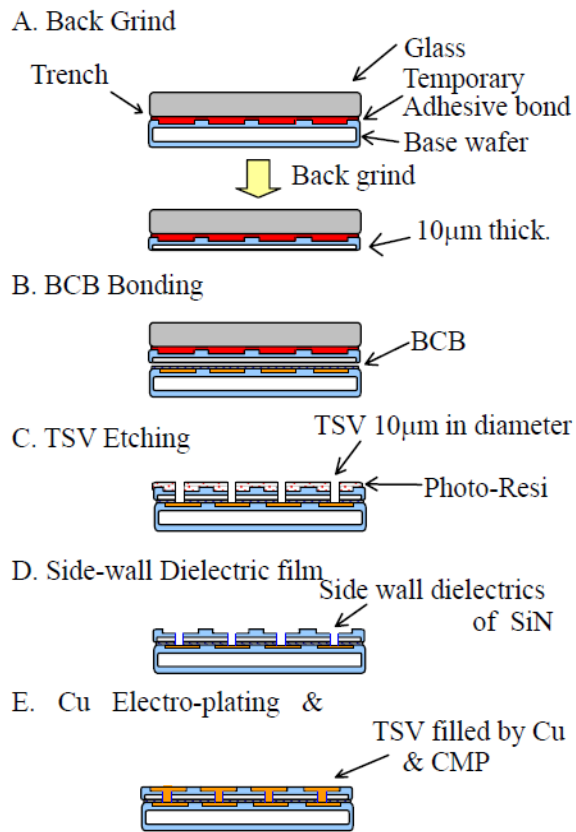 A. Back Grind
Glass
Trench
Temporary
Adhesive bond
Base wafer
Back grind
10μm thick.
B. BCB Bonding
BCB
C. TSV Etching
TSV 10μm in diameter
Photo-Resi
D. Side-wall Dielectric film
Side wall dielectrics
of SiN
E. Cu Electro-plating &
TSV filled by Cu
& CMP